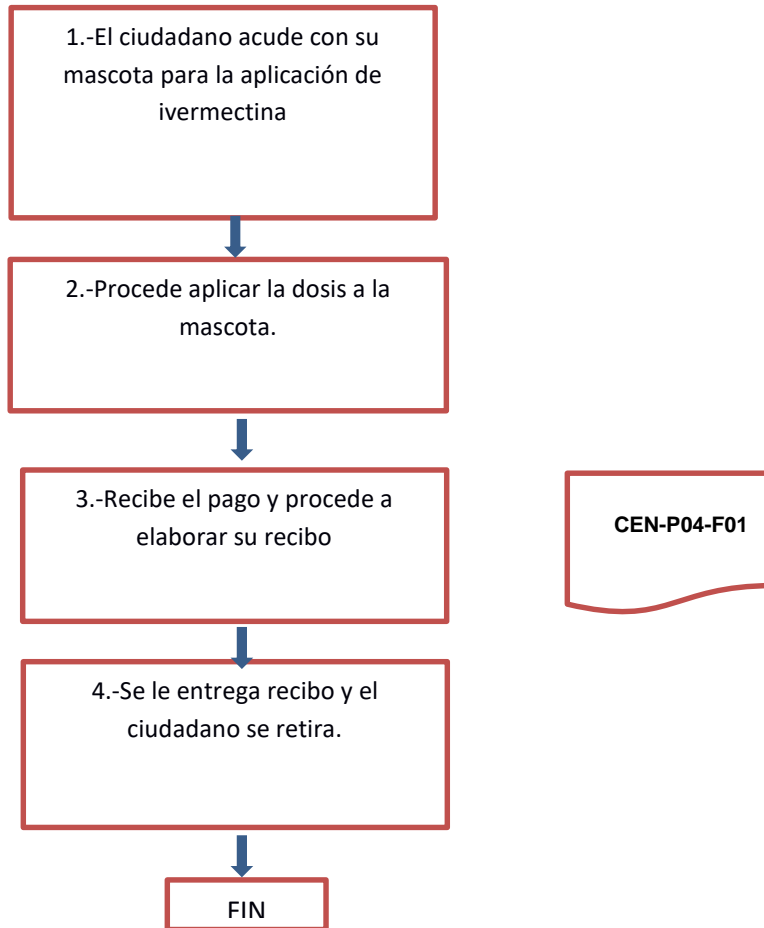 1.-El ciudadano acude con su
mascota para la aplicación de
ivermectina
2.-Procede aplicar la dosis a la
mascota.
3.-Recibe el pago y procede a
elaborar su recibo
CEN-P04-F01
4.-Se le entrega recibo y el
ciudadano se retira.
FIN